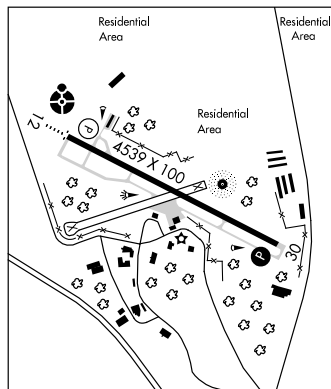 Residential
Area
Residential
Area
P
12
Residential
Area
4539 X 100
P
30